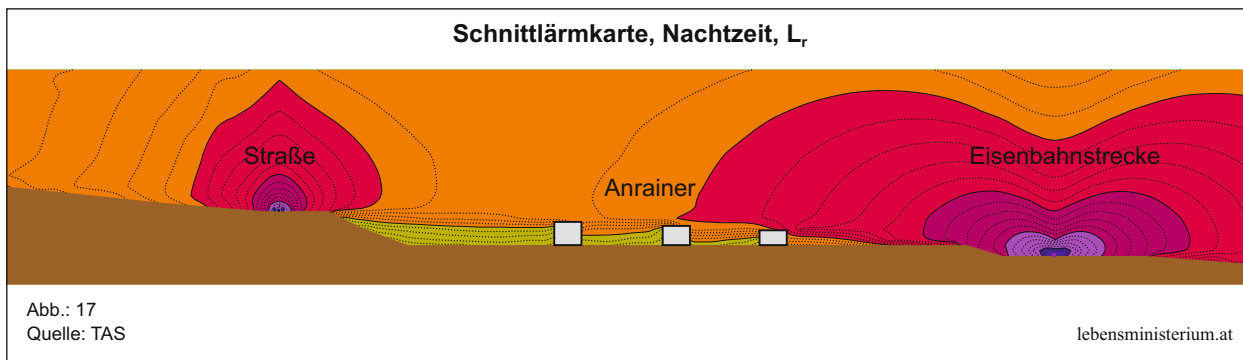 Schnittlärmkarte, Nachtzeit, Lr
Straße
Eisenbahnstrecke
Anrainer
Abb.: 17
Quelle: TAS
lebensministerium.at